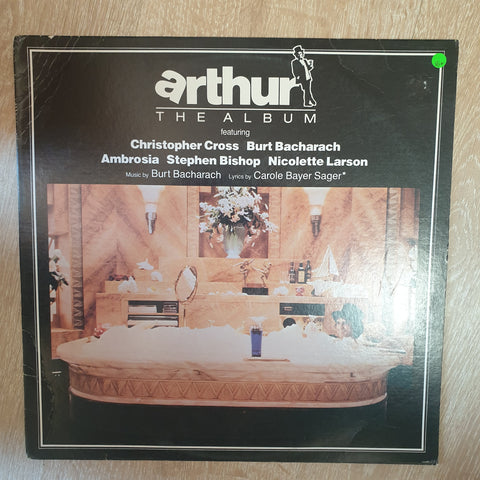 arthur
THE ALBUM
featuring
Christopher Cross Burt Bacharach
Ambrosia Stephen Bishop Nicolette Larson
Music by Burt Bacharach Lyrics by Carole Bayer Sager*